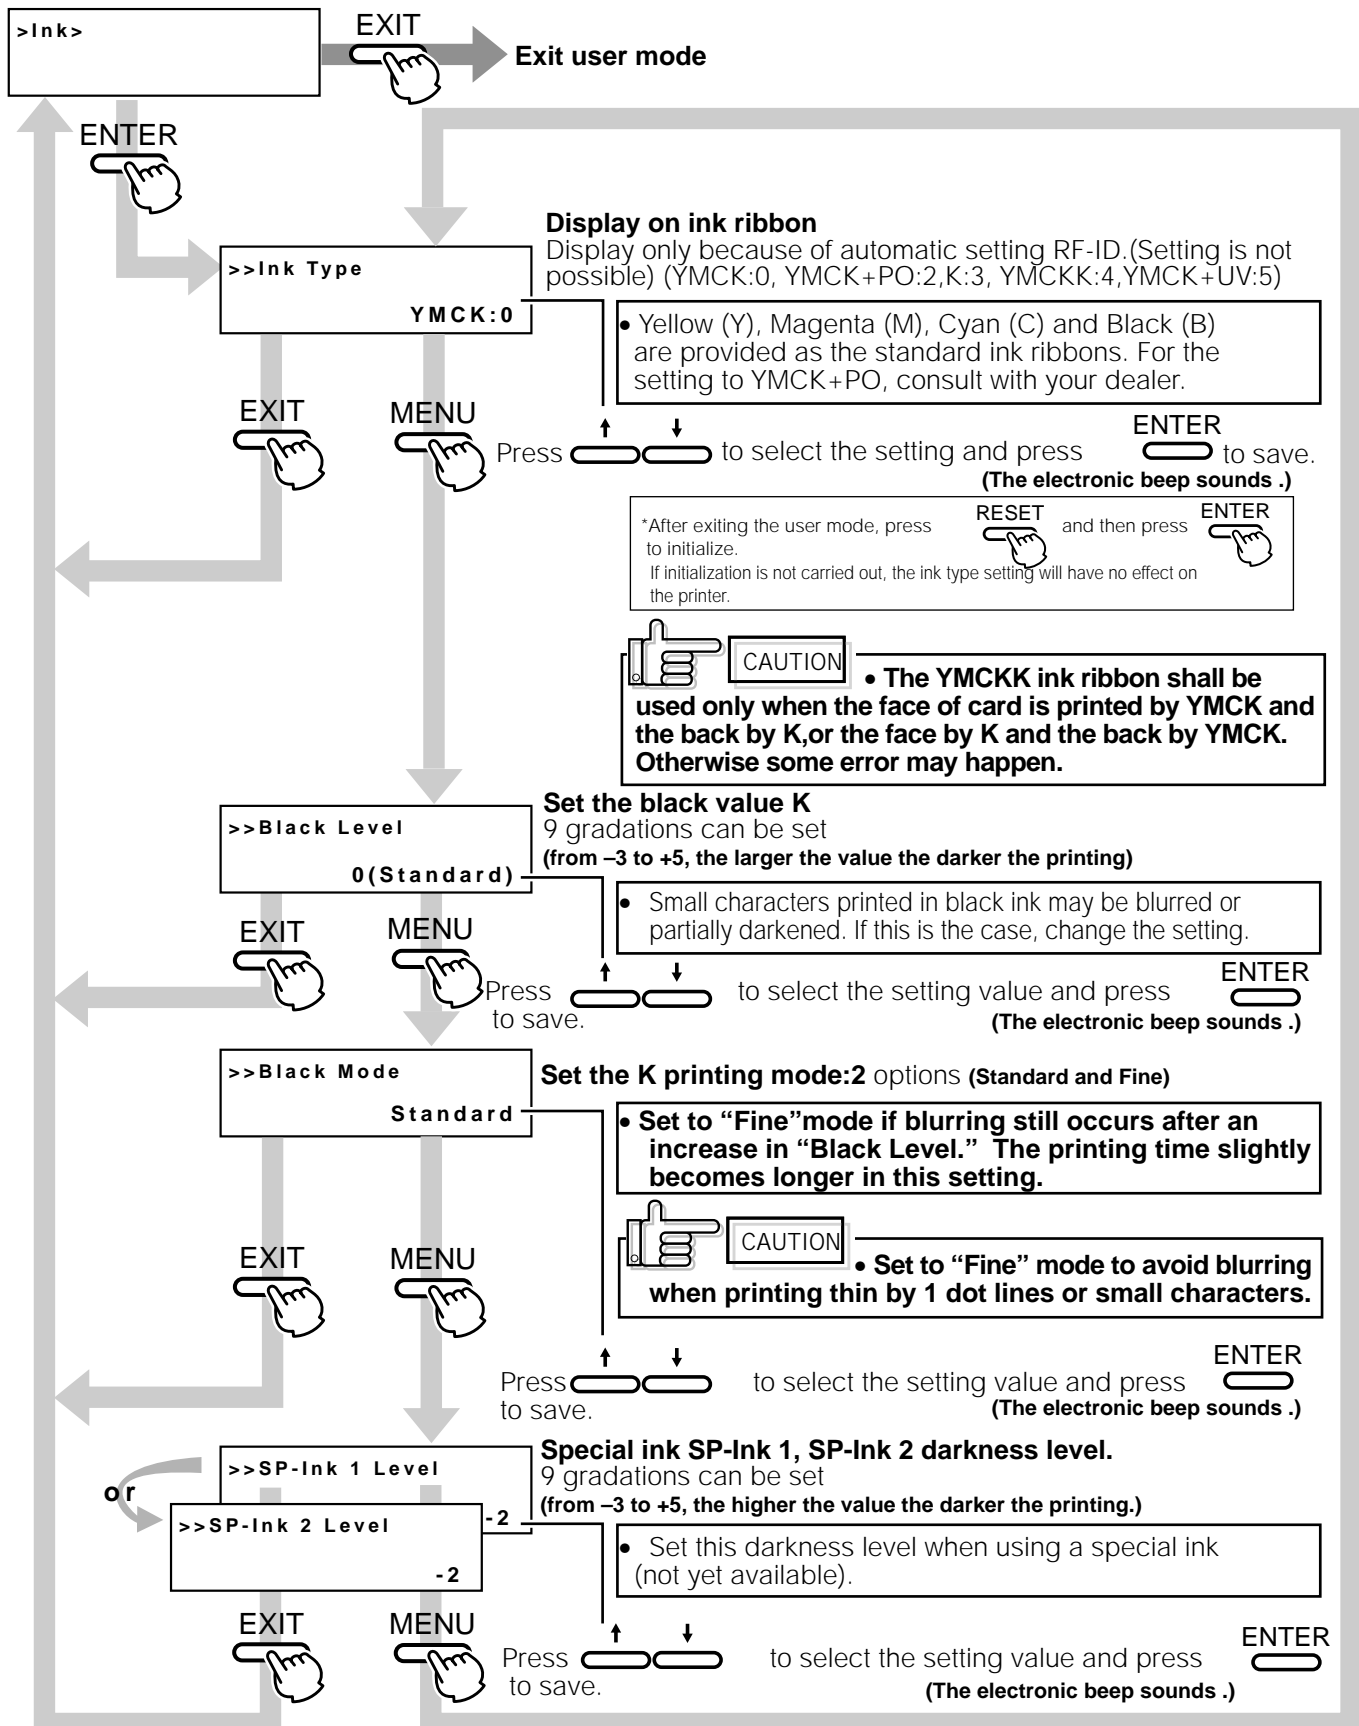 >Ink>
EXIT
Exit user mode
ENTER
Display on ink ribbon
Display only because of automatic setting RF-ID.(Setting is not
possible) (YMCK:0, YMCK+PO:2,K:3, YMCKK:4,YMCK+UV:5)
>>Ink Type
YMCK:0
• Yellow (Y), Magenta (M), Cyan (C) and Black (B)
are provided as the standard ink ribbons. For the
setting to YMCK+PO, consult with your dealer.
EXIT
MENU
Press to select the setting and press ENTER to save.
(The electronic beep sounds .)
*After exiting the user mode, press RESET and then press ENTER
to initialize.
If initialization is not carried out, the ink type setting will have no effect on
the printer.
CAUTION
• The YMCKK ink ribbon shall be
used only when the face of card is printed by YMCK and
the back by K,or the face by K and the back by YMCK.
Otherwise some error may happen.
Set the black value K
9 gradations can be set
(from –3 to +5, the larger the value the darker the printing)
>>Black Level
0(Standard)
• Small characters printed in black ink may be blurred or
partially darkened. If this is the case, change the setting.
EXIT
MENU
Press to select the setting value and press ENTER
to save.
(The electronic beep sounds .)
>>Black Mode
Standard
Set the K printing mode:2 options (Standard and Fine)
• Set to “Fine”mode if blurring still occurs after an
increase in “Black Level.” The printing time slightly
becomes longer in this setting.
CAUTION
• Set to “Fine” mode to avoid blurring
when printing thin by 1 dot lines or small characters.
EXIT
MENU
Press to select the setting value and press ENTER
to save.
(The electronic beep sounds .)
Special ink SP-Ink 1, SP-Ink 2 darkness level.
9 gradations can be set
(from –3 to +5, the higher the value the darker the printing.)
>>SP-Ink 1 Level
-2
or
>>SP-Ink 2 Level
-2
• Set this darkness level when using a special ink
(not yet available).
EXIT
MENU
Press to select the setting value and press ENTER
to save.
(The electronic beep sounds .)